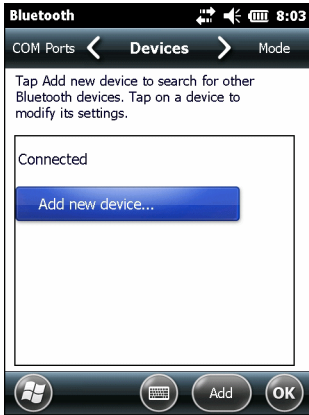 Bluetooth 8:03
COM Ports Devices Mode
Tap Add new device to search for other
Bluetooth devices. Tap on a device to
modify its settings.
Connected
Add new device...
Add OK